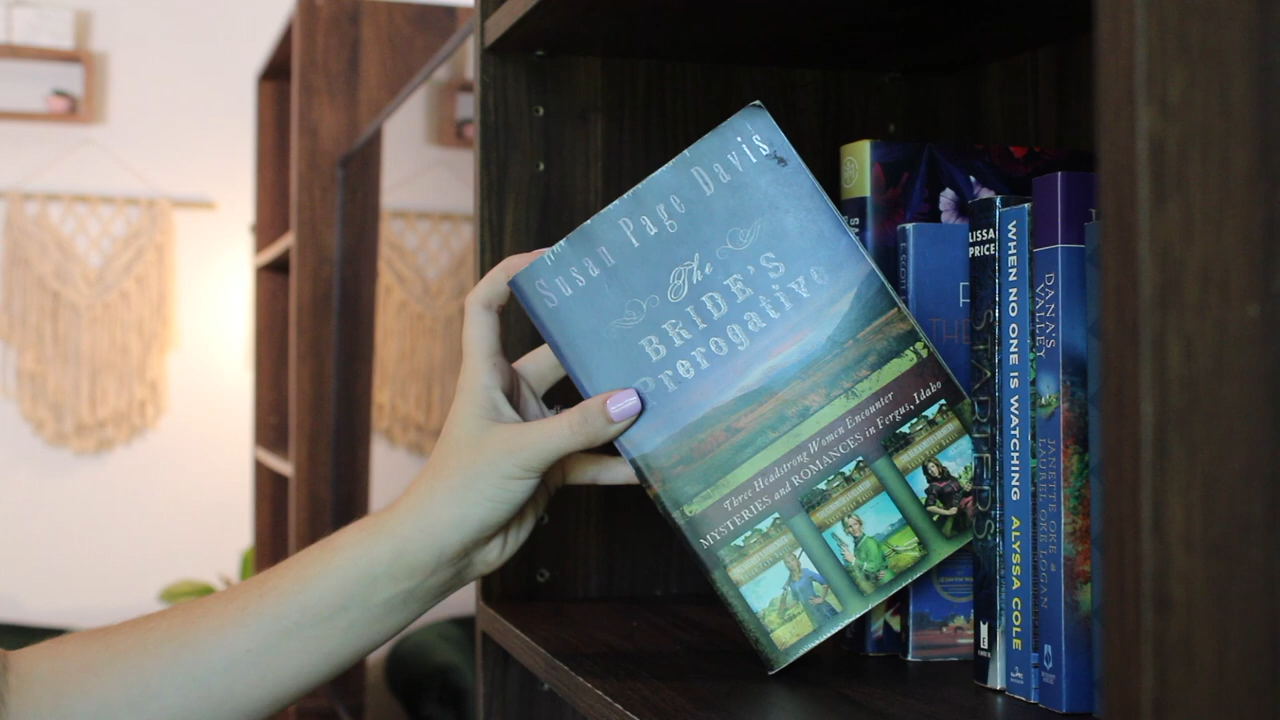 Susan Page Davis
The
BRIDE'S
Prerogative
Three Headstrong Women Encounter
MYSTERIES and ROMANCES in Fergus, Idaho
LISSA
PRICE
STARTERS
WHEN NO ONE IS WATCHING ALYSSA COLE
DANA'S
VALLEY
JANETTE OKE &
LAUREL OKE LOGAN